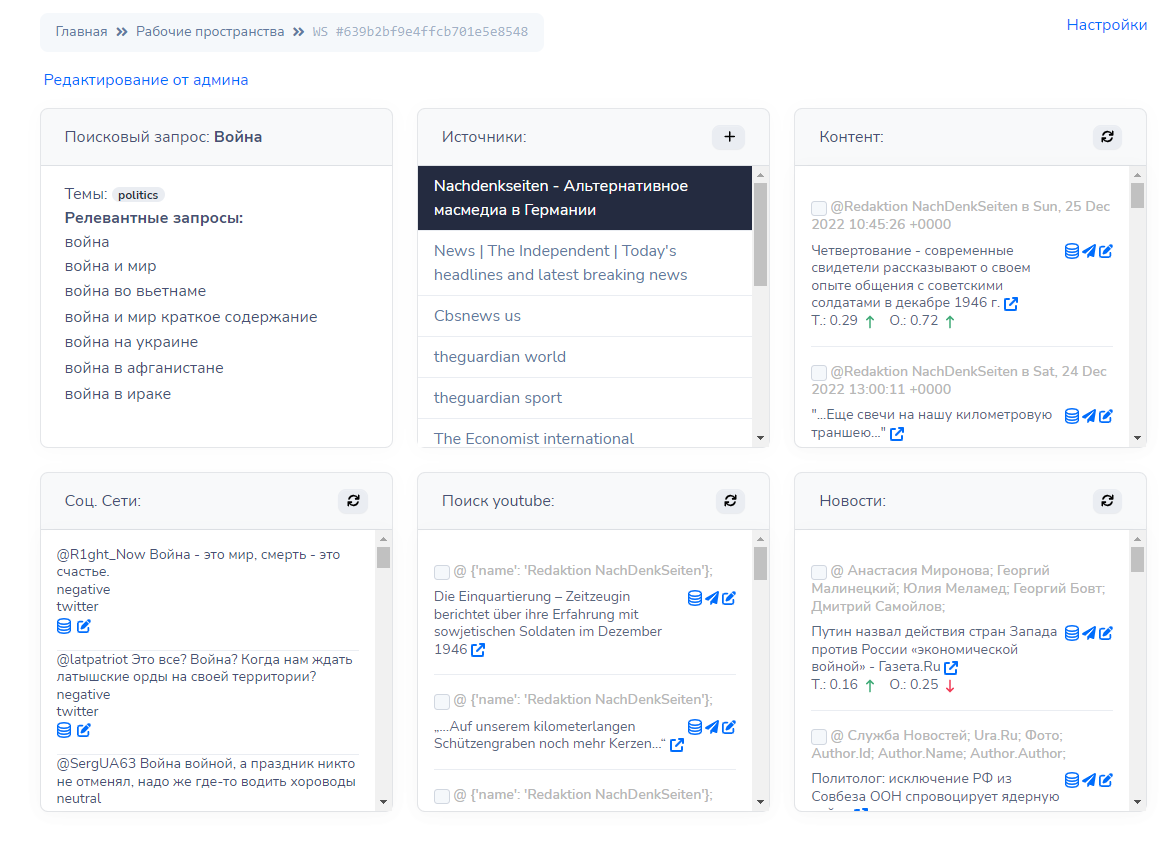 Главная » Рабочие пространства » WS #639b2bf9e4ffcb701e5e8548
Настройки
Редактирование от админа
Поисковый запрос: Война
Темы: politics
Релевантные запросы:
война
война и мир
война во вьетнаме
война и мир краткое содержание
война на украине
война в афганистане
война в ираке
Источники:
+
Nachdenkseiten - Альтернативное
масмедиа в Германии
News | The Independent | Today's
headlines and latest breaking news
Cbsnews us
theguardian world
theguardian sport
The Economist international
Контент:
@Redaktion NachDenkSeiten в Sun, 25 Dec
2022 10:45:26 +0000
Четвертование - современные
свидетели рассказывают о своем
опыте общения с советскими
солдатами в декабре 1946 г.
Т.: 0.29 ↑ О.: 0.72 ↑
@Redaktion NachDenkSeiten в Sat, 24 Dec
2022 13:00:11 +0000
"...Еще свечи на нашу километровую
траншею..."
Соц. Сети:
@R1ght_Now Война - это мир, смерть - это
счастье.
negative
twitter
@latpatriot Это все? Война? Когда нам ждать
латышские орды на своей территории?
negative
twitter
@SergUA63 Война войной, а праздник никто
не отменял, надо же где-то водить хороводы
neutral
Поиск youtube:
@ {'name': 'Redaktion NachDenkSeiten'};
Die Einquartierung – Zeitzeugin
berichtet über ihre Erfahrung mit
sowjetischen Soldaten im Dezember
1946
@ {'name': 'Redaktion NachDenkSeiten'};
„...Auf unserem kilometerlangen
Schützengraben noch mehr Kerzen...“
@ {'name': 'Redaktion NachDenkSeiten'};
Новости:
@ Анастасия Миронова; Георгий
Малинецкий; Юлия Меламед; Георгий Бовт;
Дмитрий Самойлов;
Путин назвал действия стран Запада
против России «экономической
войной» - Газета.Ru
Т.: 0.16 ↑ О.: 0.25 ↓
@ Служба Новостей; Ura.Ru; Фото;
Author.Id; Author.Name; Author.Author;
Политолог: исключение РФ из
Совбеза ООН спровоцирует ядерную